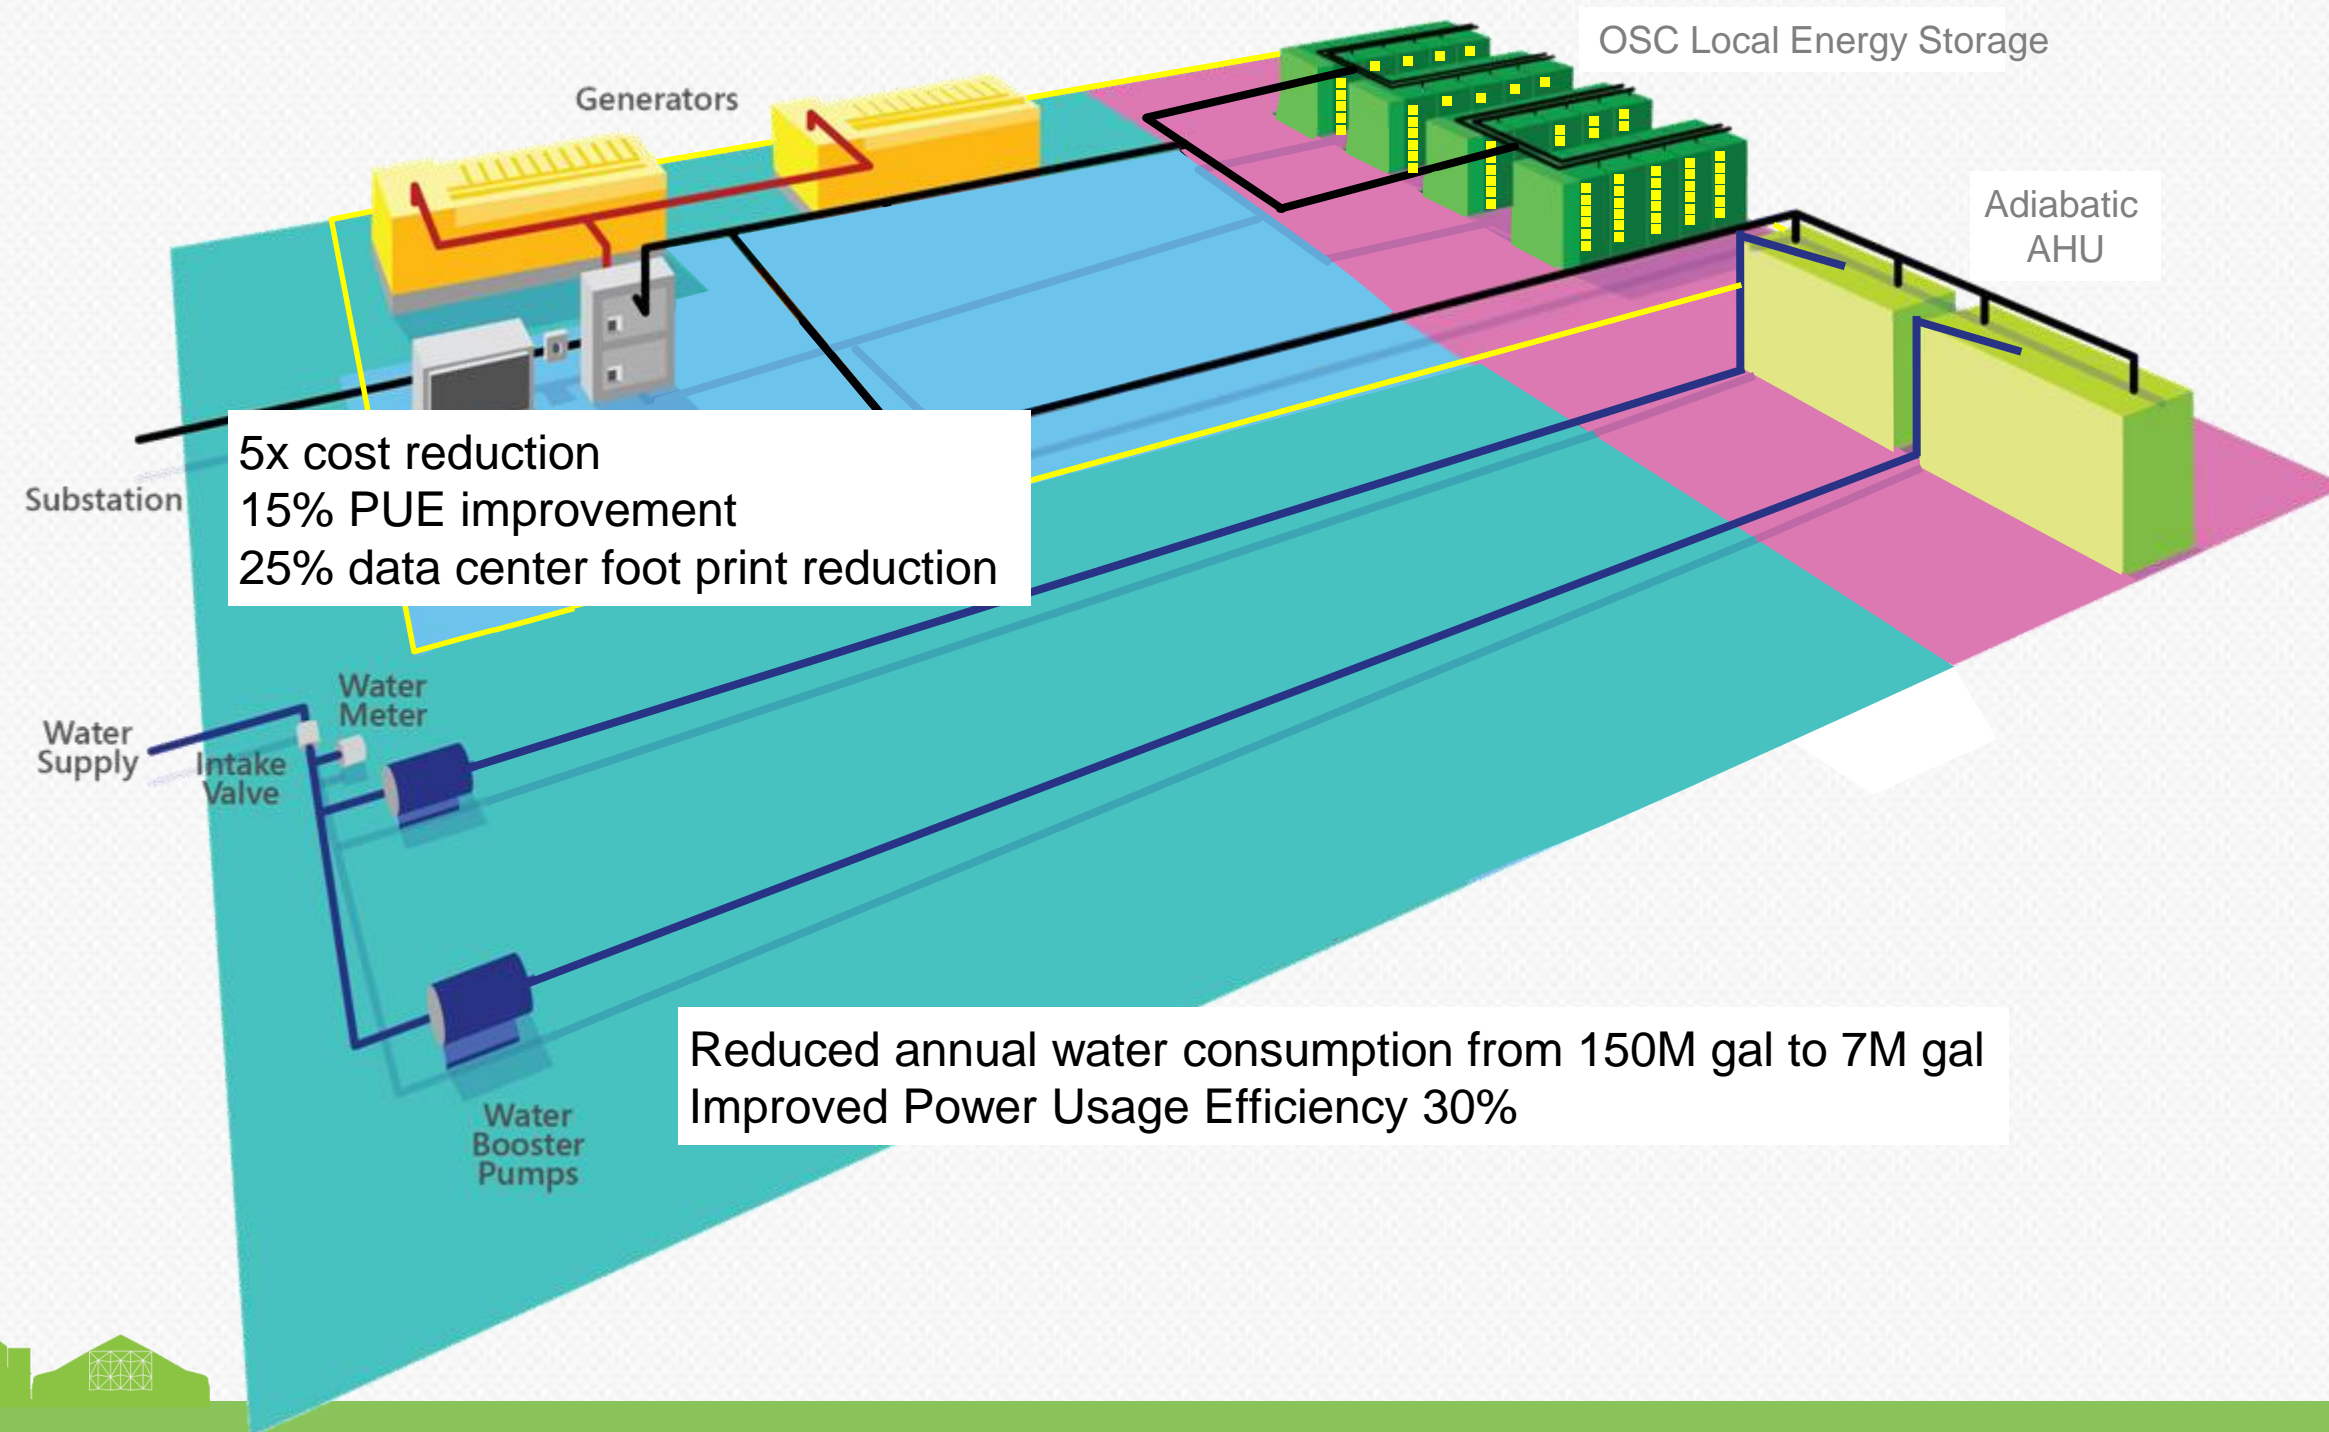 OSC Local Energy Storage
Generators
Adiabatic
AHU
5x cost reduction
15% PUE improvement
25% data center foot print reduction
Substation
Water
Meter
Water
Supply
Intake
Valve
Reduced annual water consumption from 150M gal to 7M gal
Improved Power Usage Efficiency 30%
Water
Booster
Pumps